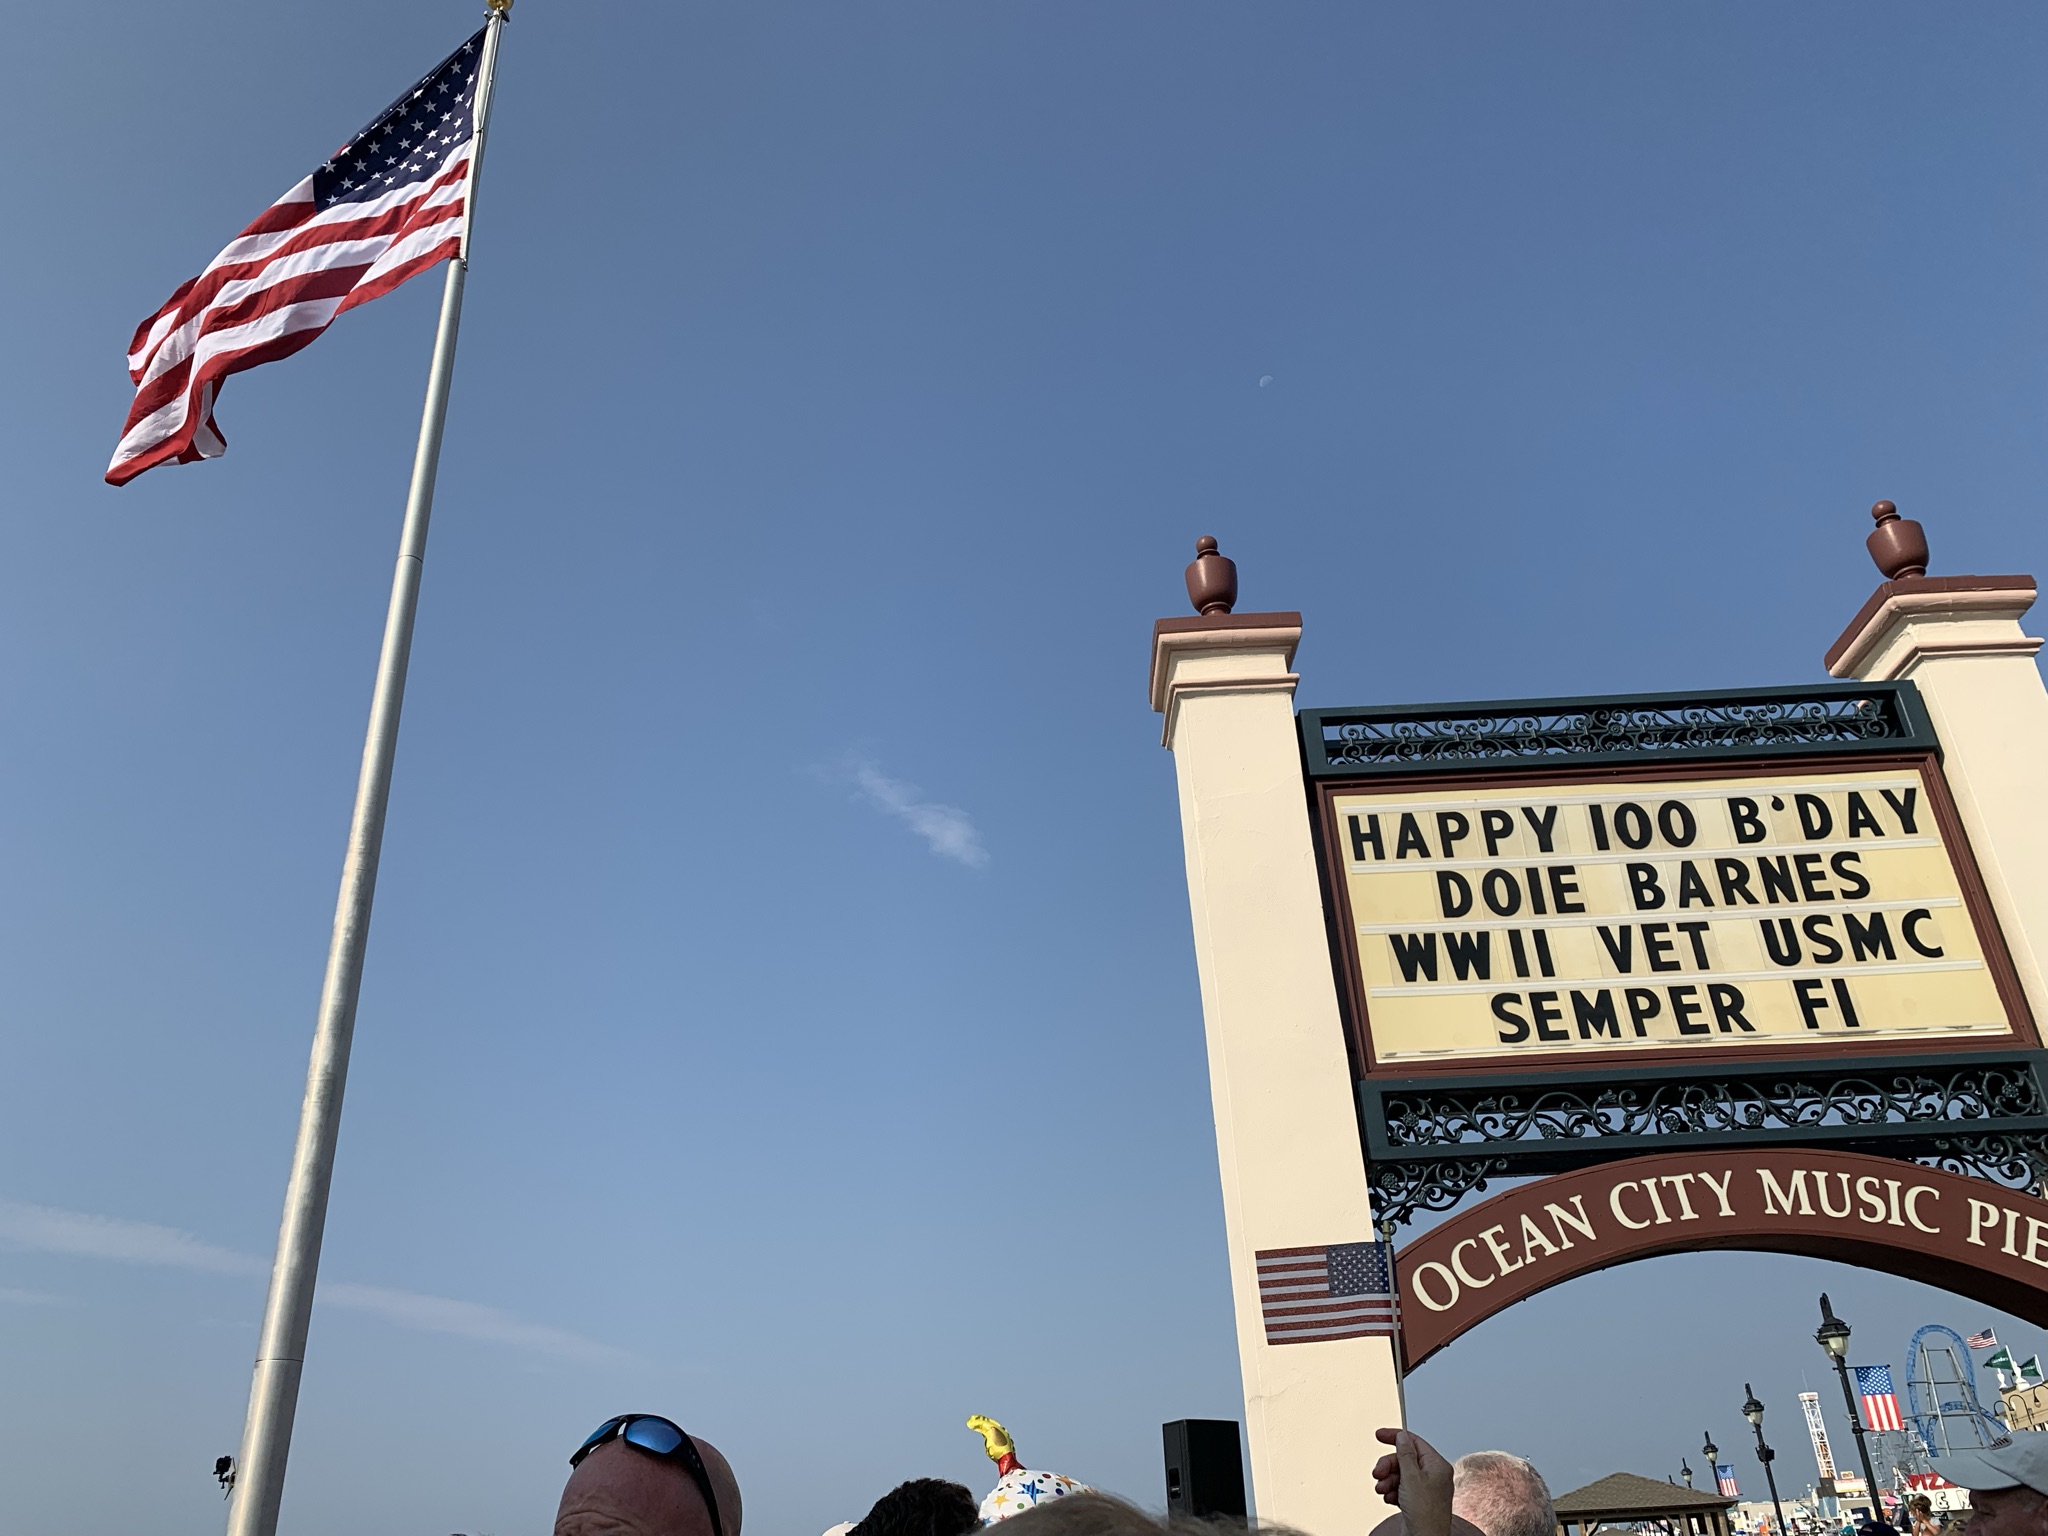 HAPPY 100 B'DAY
DOIE BARNES
WWII VET USMC
SEMPER FI
OCEAN CITY MUSIC PIE